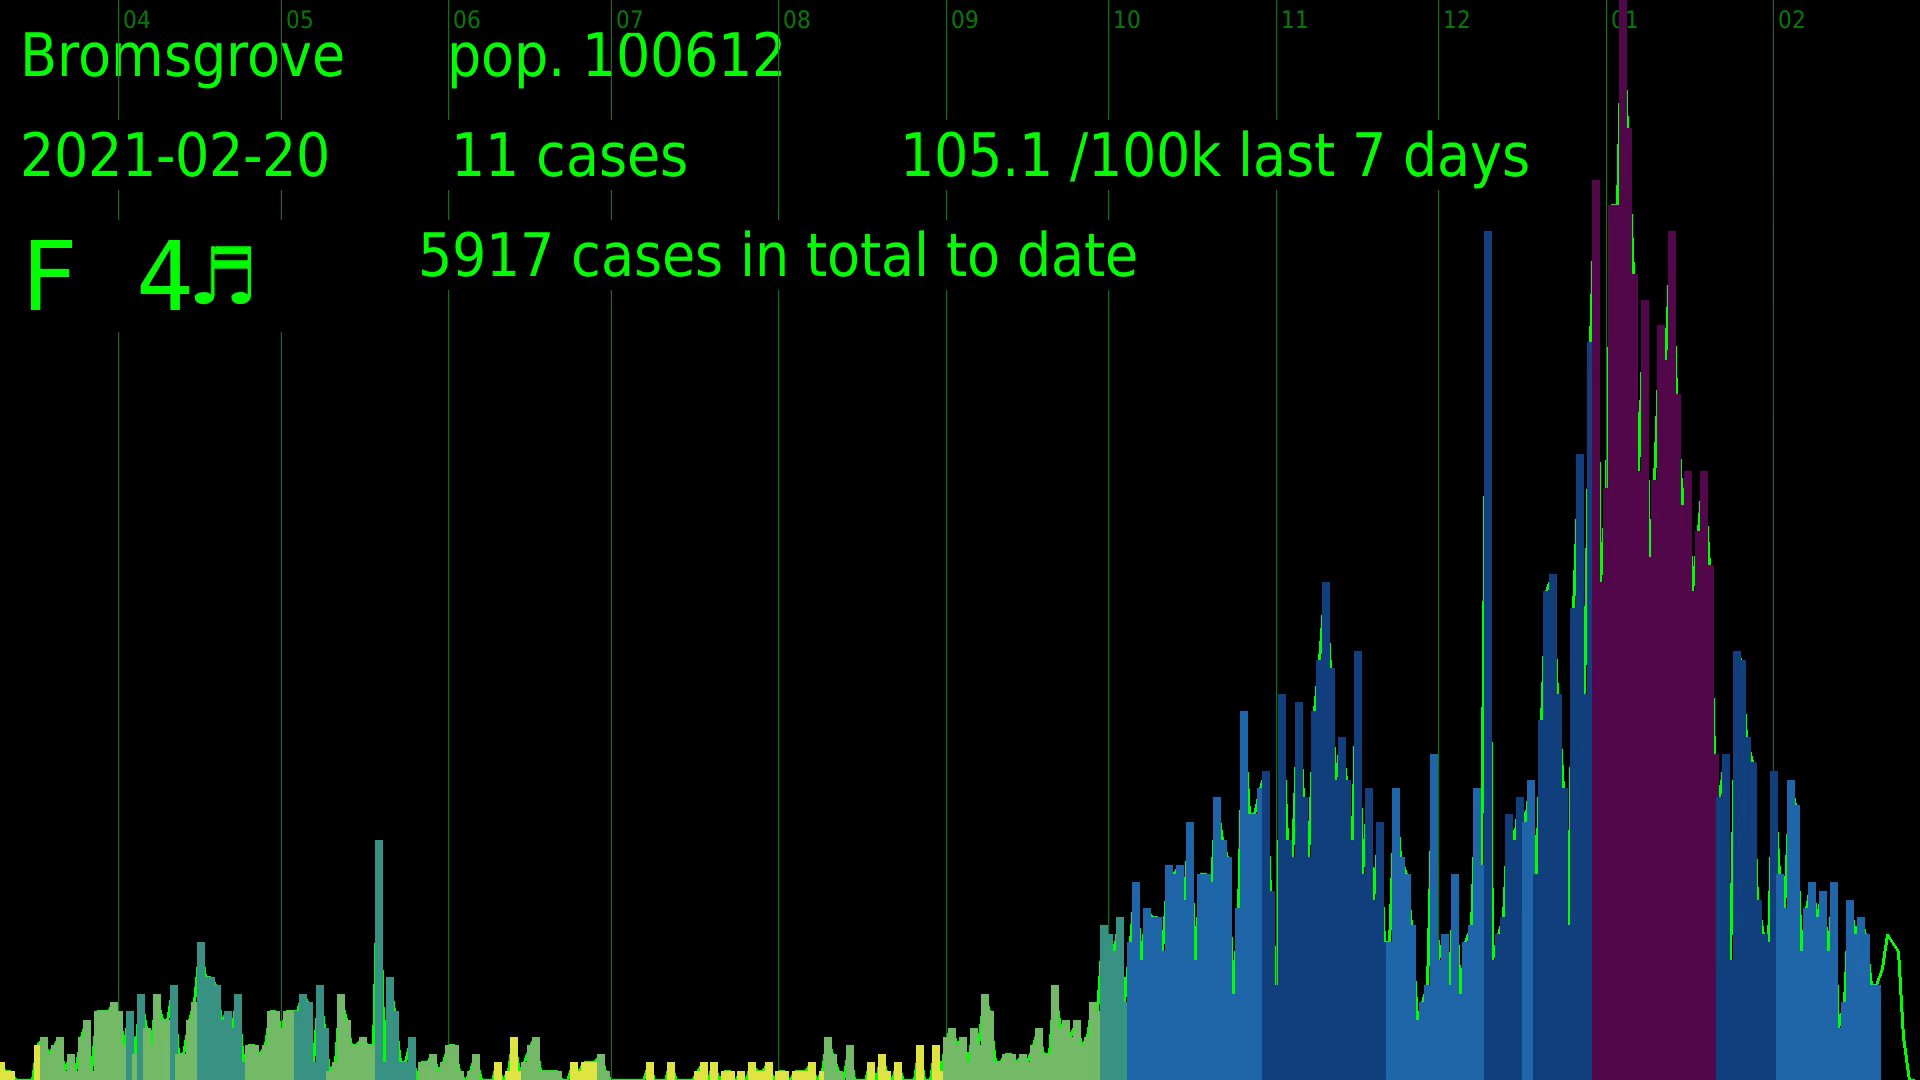 04 05 06 07 08 09 10 11 12 01 02
Bromsgrove pop. 100612
2021-02-20 11 cases 105.1 /100k last 7 days
F 4♬ 5917 cases in total to date